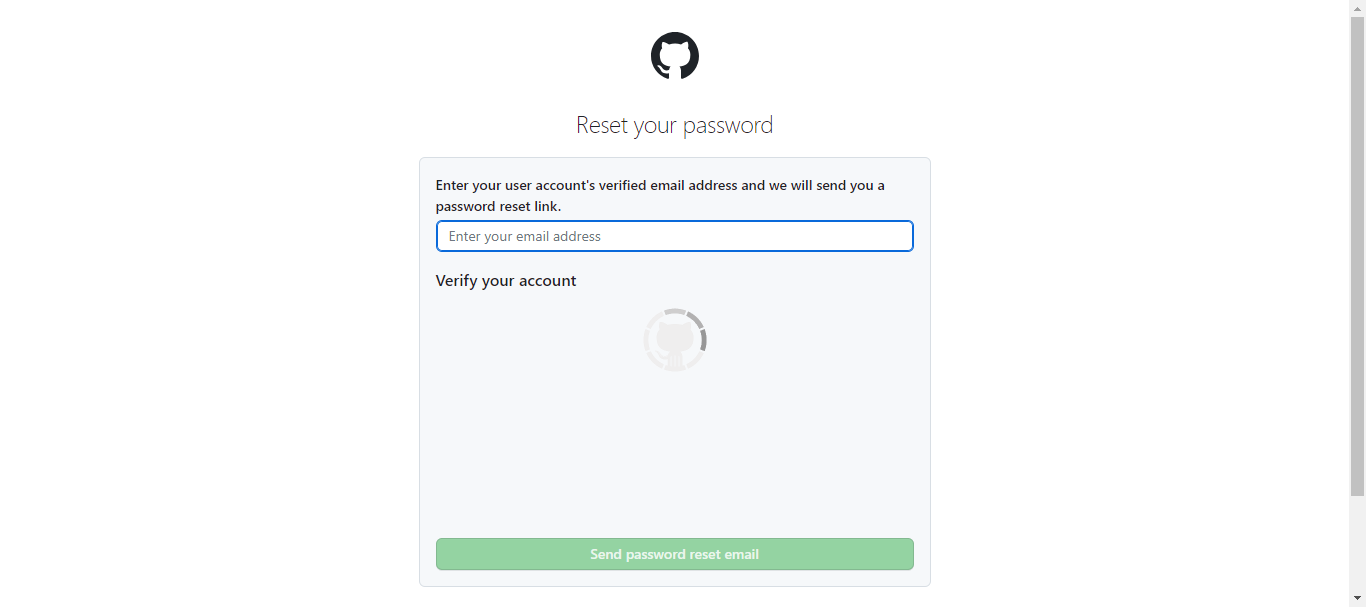 Reset your password
Enter your user account's verified email address and we will send you a
password reset link.
Enter your email address
Verify your account
Send password reset email